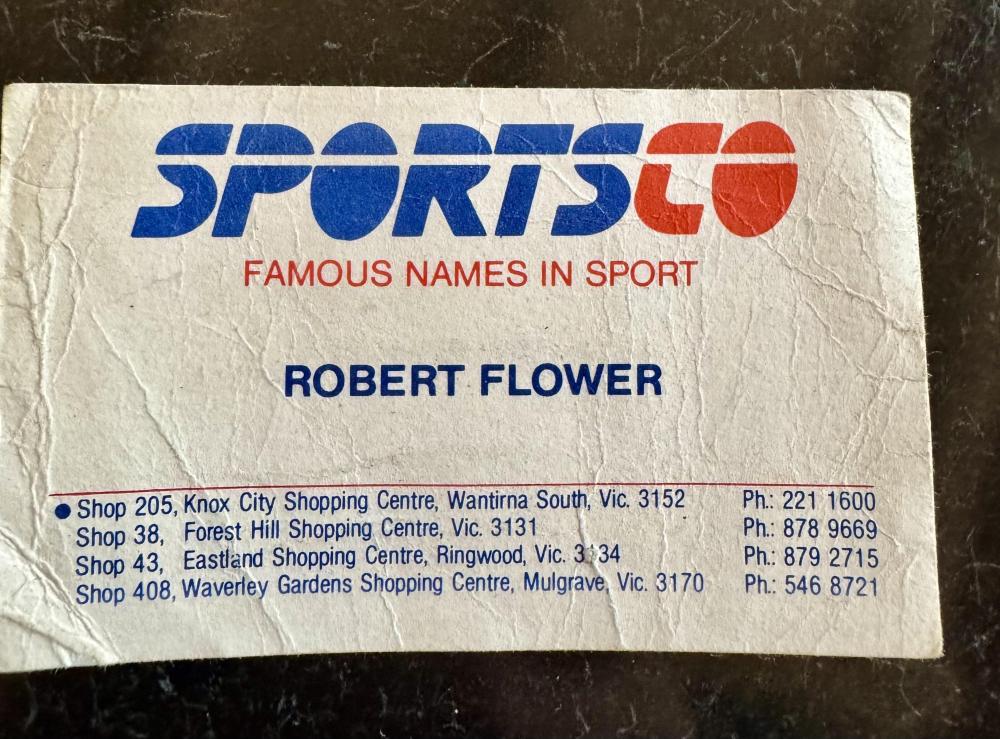 SPORTSCO
FAMOUS NAMES IN SPORT
ROBERT FLOWER
● Shop 205, Knox City Shopping Centre, Wantirna South, Vic. 3152 Ph.: 221 1600
Shop 38, Forest Hill Shopping Centre, Vic. 3131 Ph.: 878 9669
Shop 43, Eastland Shopping Centre, Ringwood, Vic. 3134 Ph.: 879 2715
Shop 408, Waverley Gardens Shopping Centre, Mulgrave, Vic. 3170 Ph.: 546 8721